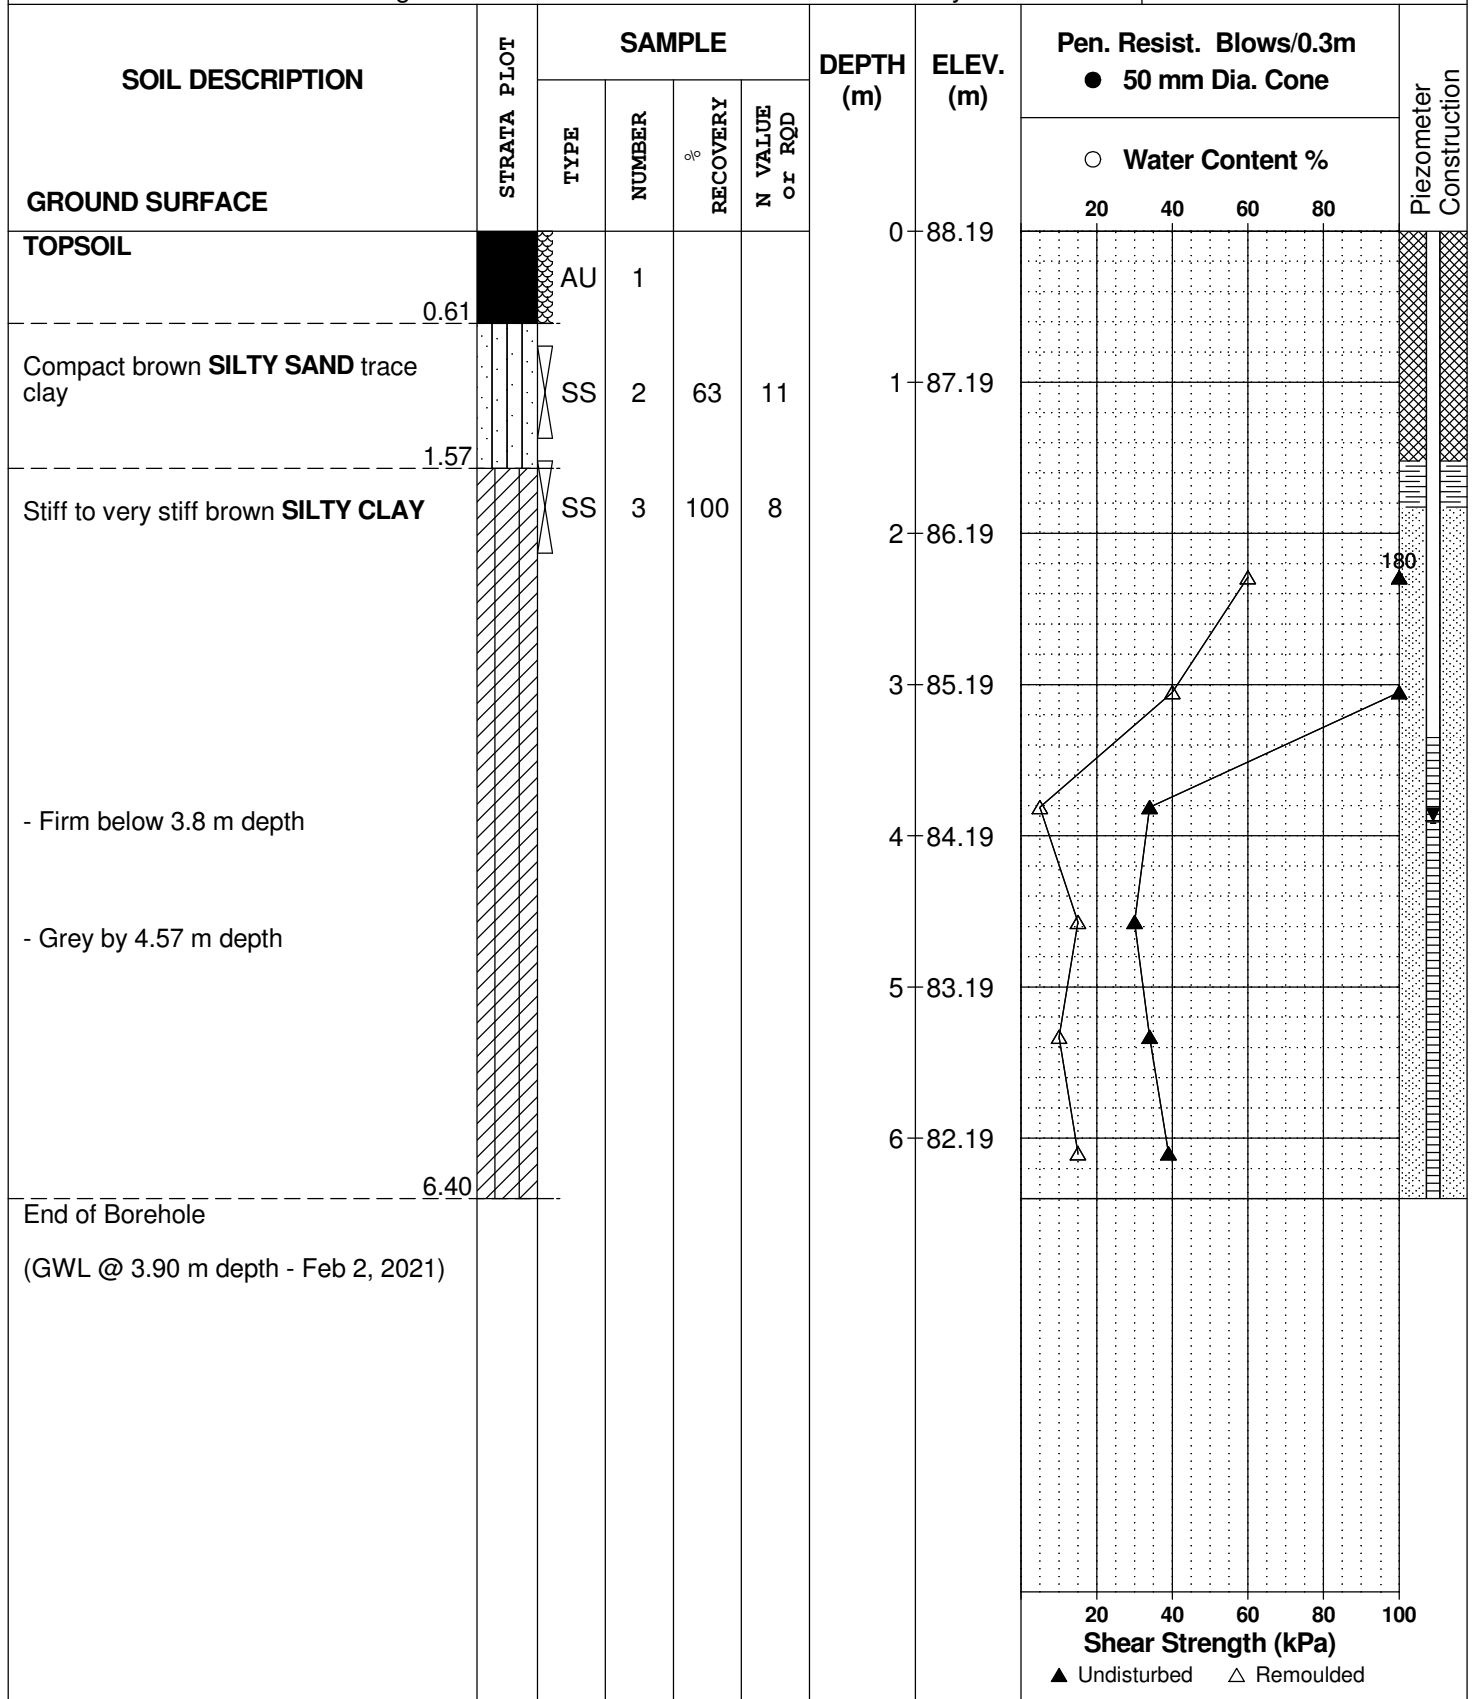 SOIL DESCRIPTION
GROUND SURFACE
STRATA PLOT
SAMPLE
TYPE
NUMBER
% RECOVERY
N VALUE or RQD
DEPTH (m)
ELEV. (m)
Pen. Resist. Blows/0.3m
● 50 mm Dia. Cone
○ Water Content %
20 40 60 80
Piezometer Construction
TOPSOIL
0.61
AU 1
0 88.19
Compact brown SILTY SAND trace
clay
1.57
SS 2 63 11
1 87.19
Stiff to very stiff brown SILTY CLAY
SS 3 100 8
2 86.19
180
3 85.19
- Firm below 3.8 m depth
4 84.19
- Grey by 4.57 m depth
5 83.19
6 82.19
6.40
End of Borehole
(GWL @ 3.90 m depth - Feb 2, 2021)
20 40 60 80 100
Shear Strength (kPa)
▲ Undisturbed △ Remoulded